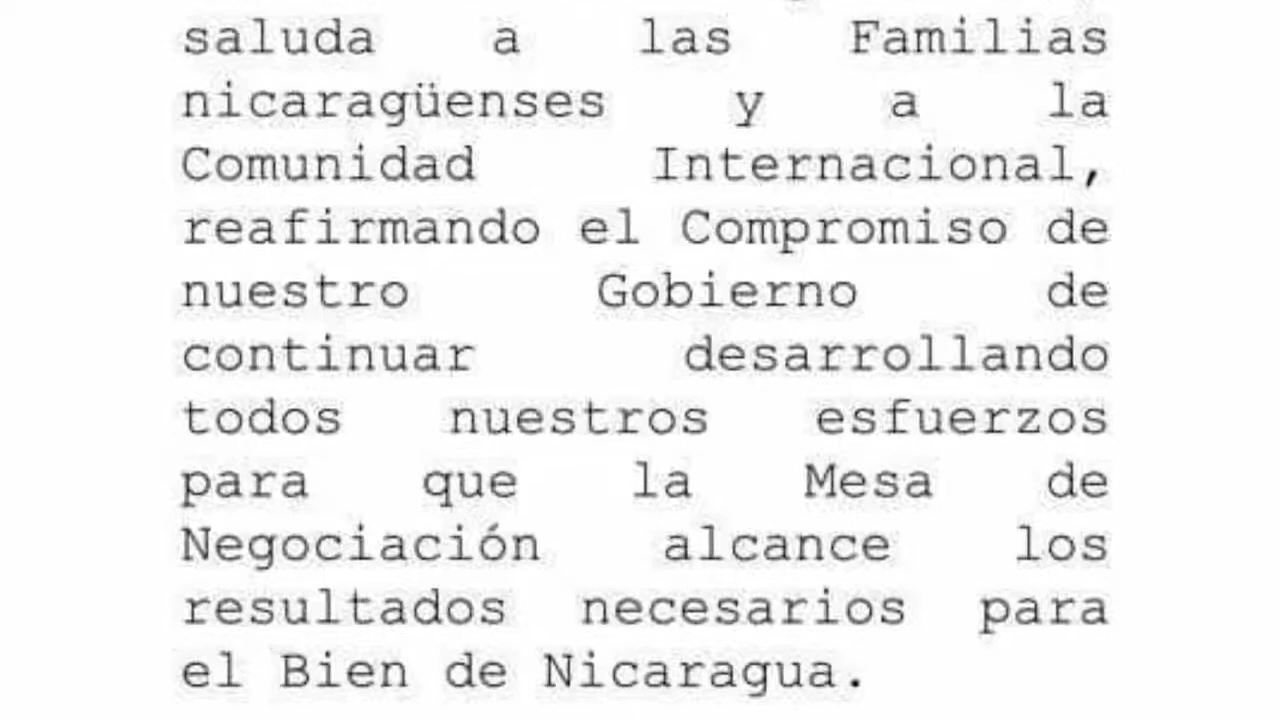 saluda a las Familias
nicaragüenses y a la
Comunidad Internacional,
reafirmando el Compromiso de
nuestro Gobierno de
continuar desarrollando
todos nuestros esfuerzos
para que la Mesa de
Negociación alcance los
resultados necesarios para
el Bien de Nicaragua.